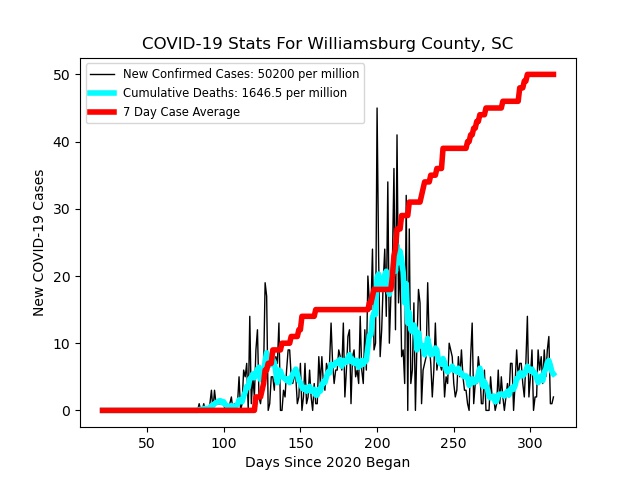 COVID-19 Stats For Williamsburg County, SC
New Confirmed Cases: 50200 per million
Cumulative Deaths: 1646.5 per million
7 Day Case Average
New COVID-19 Cases
50
40
30
20
10
0
50
100
150
200
250
300
Days Since 2020 Began